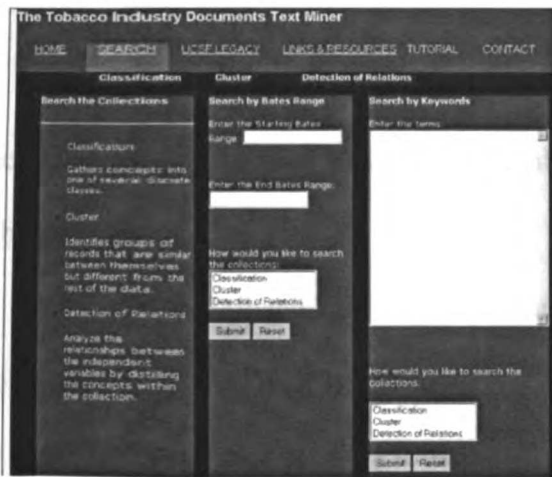 The Tobacco Industry Documents Text Miner
HOME SEARCH UCSF LEGACY LINKS & RESOURCES TUTORIAL CONTACT
Classification Cluster Detection of Relations
Search the Collections
Classifications
Gathers concepts into
one of several discrete
classes.
Cluster
Identifies groups of
records that are similar
between themselves
but different from the
rest of the data.
Detection of Relations
Analyze the
relationships between
the independent
variables by distilling
the concepts within
the collection.
Search by Bates Range
Enter the Starting Bates
Range
Enter the End Bates Range.
How would you like to search
the collections:
Classification
Cluster
Detection of Relations
Submit Reset
Search by Keywords
Enter the terms
How would you like to search the
collections.
Classification
Cluster
Detection of Relations
Submit Reset